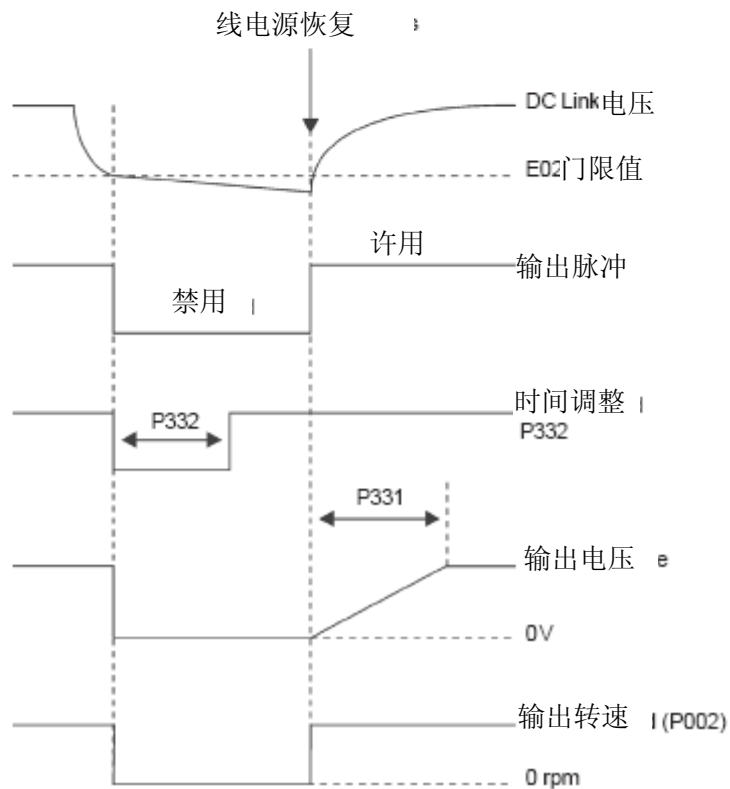 线电源恢复 s
DC Link电压
E02门限值
许用
输出脉冲
禁用
时间调整
P332
P332
P331
输出电压 e
0V
输出转速 (P002)
0 rpm